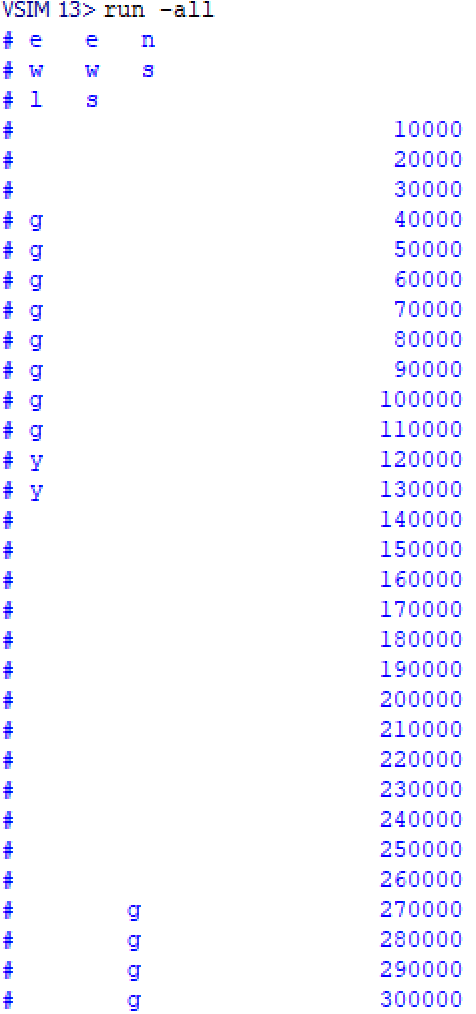 VSIM 13> run -all
# e   e   n
# w   w   s
# l   s
#                            10000
#                            20000
#                            30000
# g                          40000
# g                          50000
# g                          60000
# g                          70000
# g                          80000
# g                          90000
# g                         100000
# g                         110000
# y                         120000
# y                         130000
#                           140000
#                           150000
#                           160000
#                           170000
#                           180000
#                           190000
#                           200000
#                           210000
#                           220000
#                           230000
#                           240000
#                           250000
#                           260000
#        g                  270000
#        g                  280000
#        g                  290000
#        g                  300000